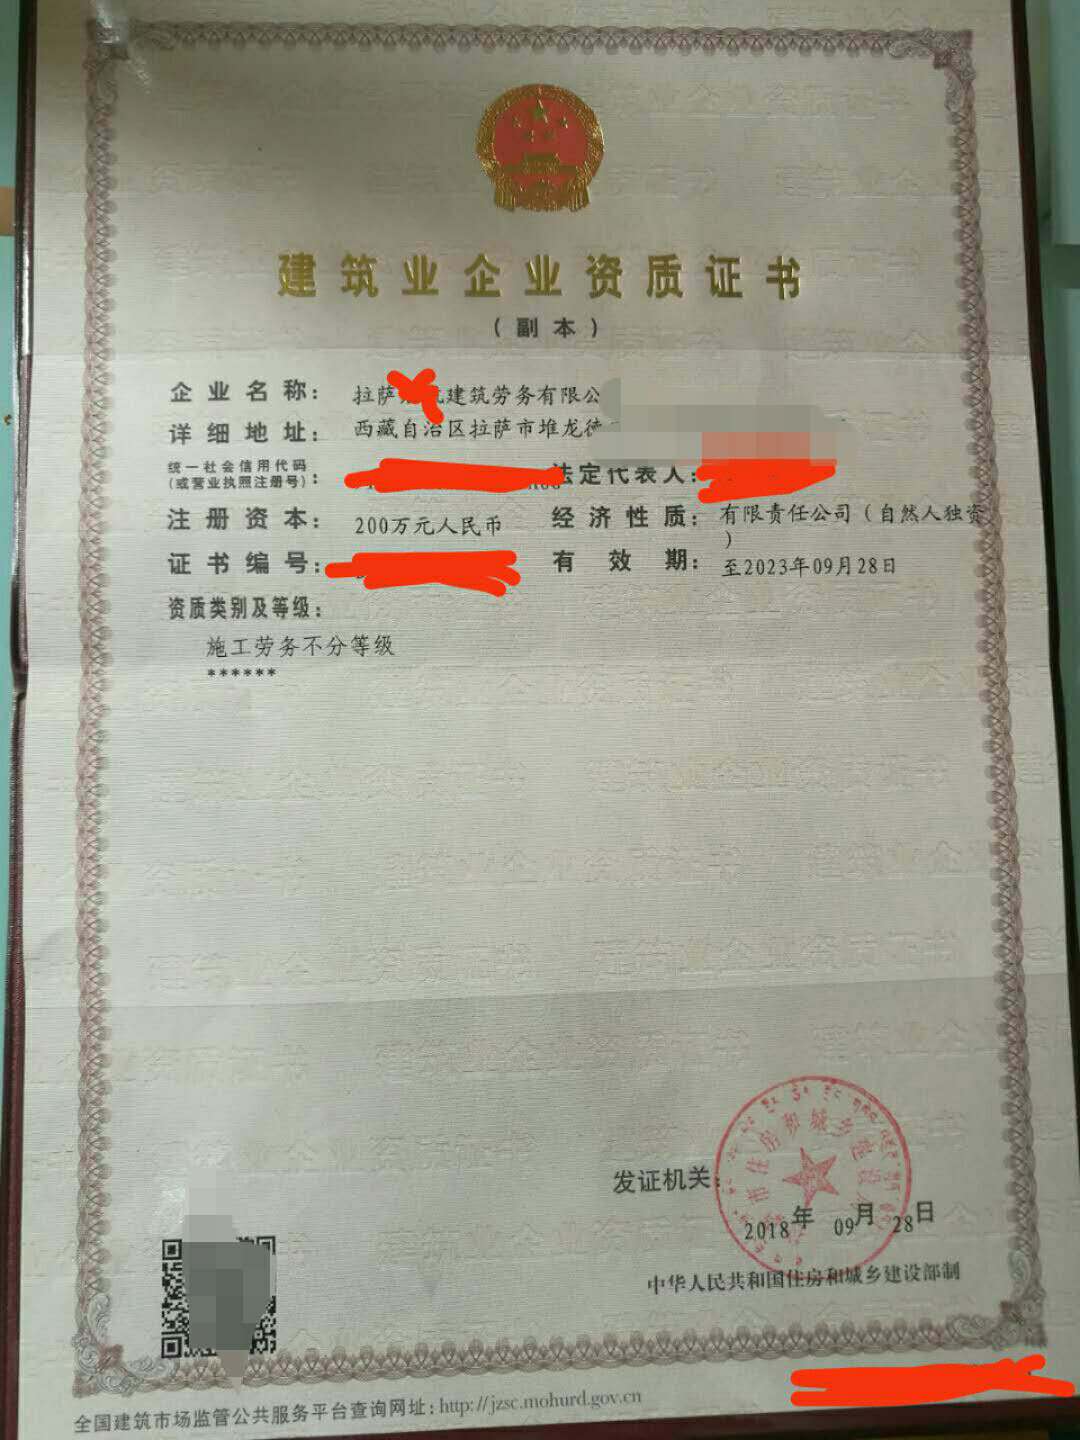 建筑业企业资质证书
（副本）
企业名称： 拉萨 建筑劳务有限公
详细地址： 西藏自治区拉萨市堆龙德
统一社会信用代码
（或营业执照注册号）： 法定代表人：
注册资本： 200万元人民币 经济性质： 有限责任公司（自然人独资
）
证书编号： 有效期： 至2023年09月28日
资质类别及等级：
施工劳务不分等级
******
市住房和城乡建设
发证机关：
2018年 09月 28日
中华人民共和国住房和城乡建设部制
全国建筑市场监管公共服务平台查询网址：http://jzsc.mohurd.gov.cn